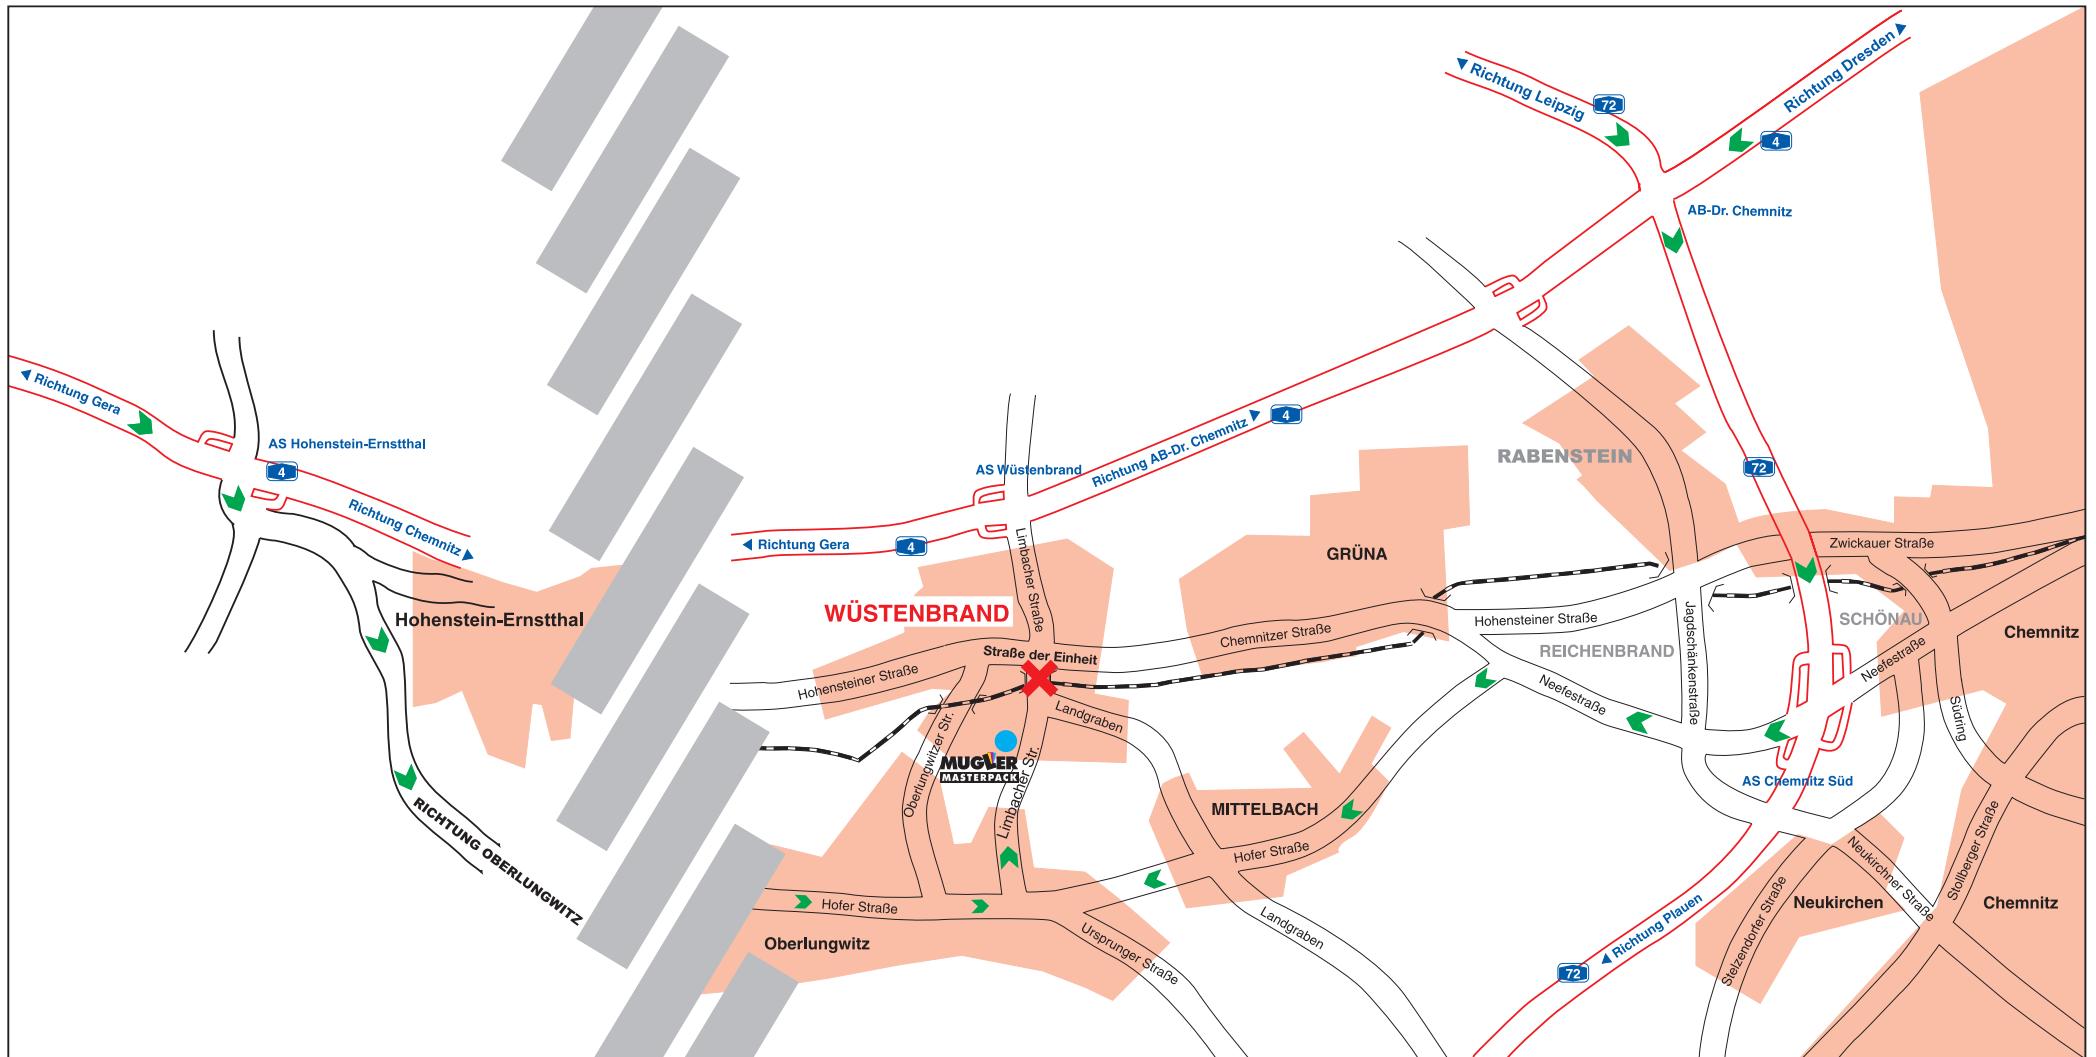 Richtung Leipzig
72
Richtung Dresden
4
AB-Dr. Chemnitz
Richtung Gera
AS Hohenstein-Ernstthal
4
Richtung Chemnitz
Hohenstein-Ernstthal
RICHTUNG OBERLUNGWITZ
AS Wüstenbrand
Richtung AB-Dr. Chemnitz
4
Richtung Gera
4
Limbacher Straße
WÜSTENBRAND
Straße der Einheit
Hohensteiner Straße
Chemnitzer Straße
GRÜNA
RABENSTEIN
72
Zwickauer Straße
Hohensteiner Straße
REICHENBRAND
Jagdschänkenstraße
SCHÖNAU
Chemnitz
Neefestraße
Neefestraße
Südring
Landgraben
Oberlungwitzer Str.
MUGLER
MASTERPACK
Limbacher Str.
MITTELBACH
Hofer Straße
AS Chemnitz Süd
Hofer Straße
Oberlungwitz
Ursprunger Straße
Landgraben
Richtung Plauen
72
Stelzendorfer Straße
Neukirchen
Neukirchner Straße
Stollberger Straße
Chemnitz